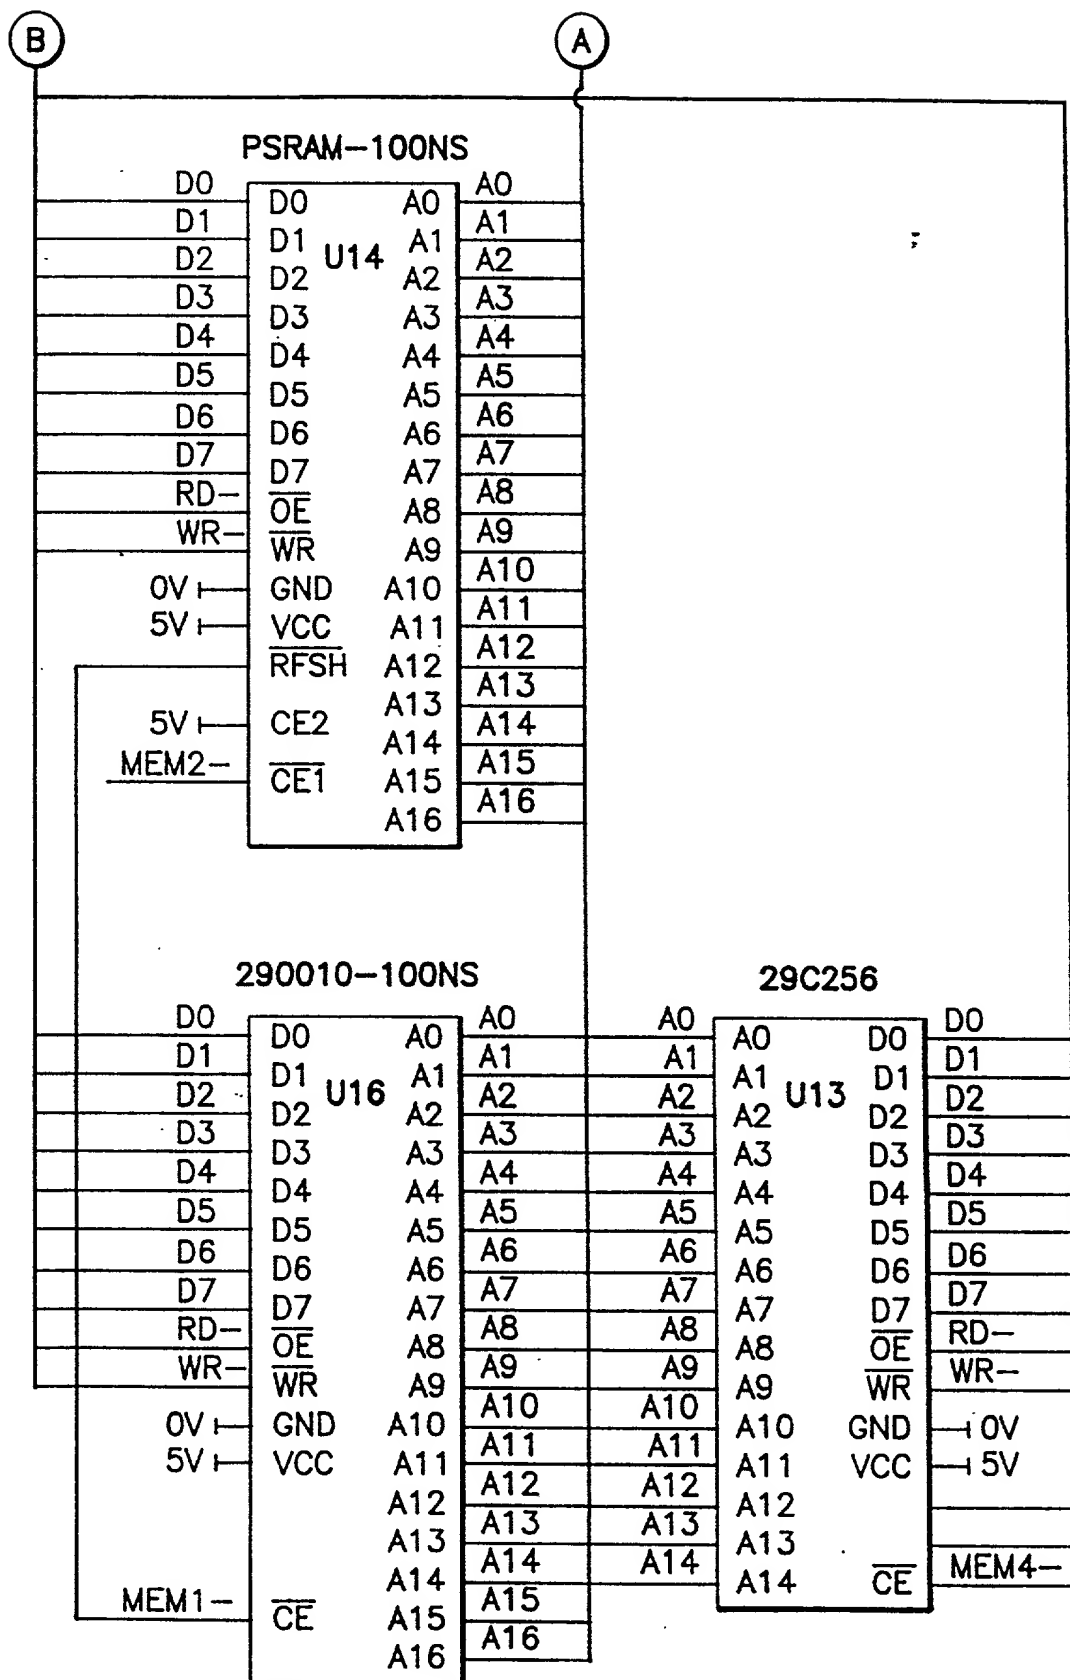 B A
PSRAM-100NS
D0 D0 A0 A0
D1 D1 U14 A1 A1
D2 D2 A2 A2
D3 D3 A3 A3
D4 D4 A4 A4
D5 D5 A5 A5
D6 D6 A6 A6
D7 D7 A7 A7
RD- OE A8 A8
WR- WR A9 A9
0V GND A10 A10
5V VCC A11 A11
RFSH A12 A12
A13 A13
5V CE2 A14 A14
MEM2- CE1 A15 A15
A16 A16
290010-100NS 29C256
D0 D0 A0 A0 A0 A0 D0 D0
D1 D1 U16 A1 A1 A1 A1 U13 D1 D1
D2 D2 A2 A2 A2 A2 D2 D2
D3 D3 A3 A3 A3 A3 D3 D3
D4 D4 A4 A4 A4 A4 D4 D4
D5 D5 A5 A5 A5 A5 D5 D5
D6 D6 A6 A6 A6 A6 D6 D6
D7 D7 A7 A7 A7 A7 D7 D7
RD- OE A8 A8 A8 A8 OE RD-
WR- WR A9 A9 A9 A9 WR WR-
0V GND A10 A10 A10 A10 GND 0V
5V VCC A11 A11 A11 A11 VCC 5V
A12 A12 A12 A12
A13 A13 A13 A13
A14 A14 A14 A14 CE MEM4-
MEM1- CE A15 A15
A16 A16